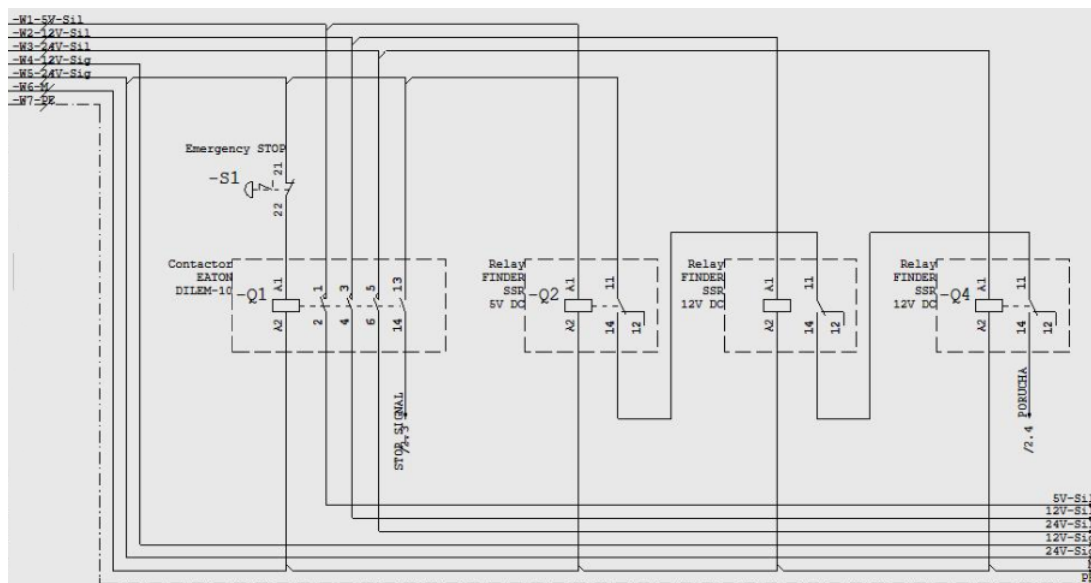 -W1-5V-Sil
-W2-12V-Sil
-W3-24V-Sil
-W4-12V-Sig
-W5-24V-Sig
-W6-M
-W7-PE
Emergency STOP
-S1
21
22
Contactor
EATON
DILEM-10
-Q1
A1
A2
1
2
3
4
5
6
13
14
STOP SIGNAL
/2.3
Relay
FINDER
SSR
5V DC
-Q2
A1
A2
11
14
12
Relay
FINDER
SSR
12V DC
A1
A2
11
14
12
Relay
FINDER
SSR
12V DC
-Q4
A1
A2
11
14
12
PORUCHA
/2.4
5V-Sil
12V-Sil
24V-Sil
12V-Sig
24V-Sig